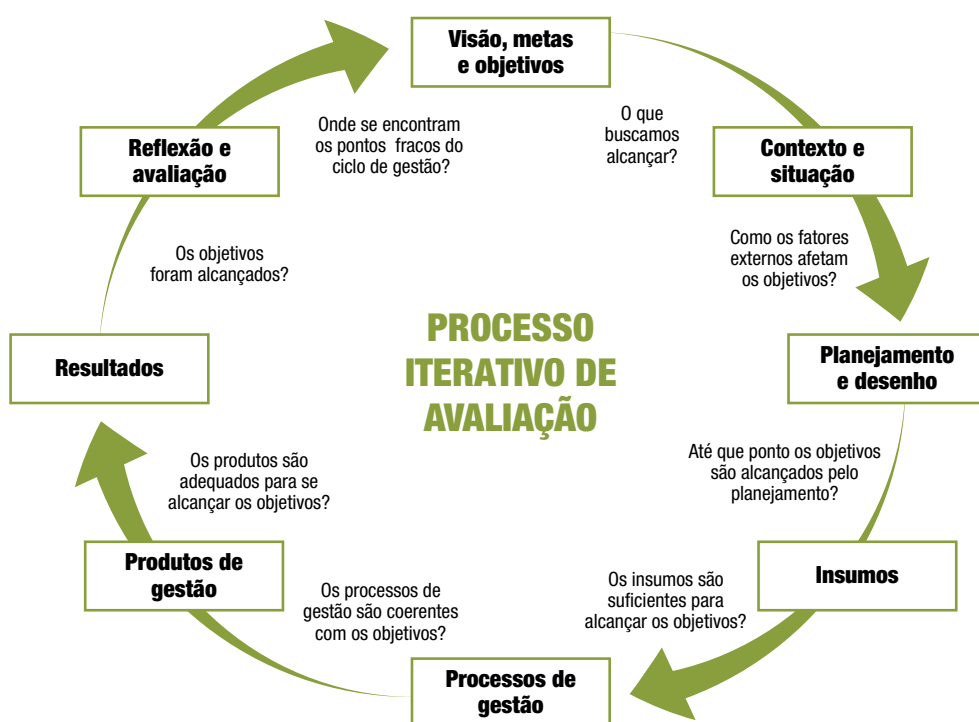 Visão, metas
e objetivos
O que
buscamos
alcançar?
Contexto e
situação
Como os fatores
externos afetam
os objetivos?
Planejamento
e desenho
Até que ponto os objetivos
são alcançados pelo
planejamento?
Insumos
Os insumos são
suficientes para
alcançar os objetivos?
Processos de
gestão
Os processos de
gestão são coerentes
com os objetivos?
Produtos de
gestão
Os produtos são
adequados para se
alcançar os objetivos?
Resultados
Os objetivos
foram alcançados?
Reflexão e
avaliação
Onde se encontram
os pontos fracos do
ciclo de gestão?
PROCESSO
ITERATIVO DE
AVALIAÇÃO